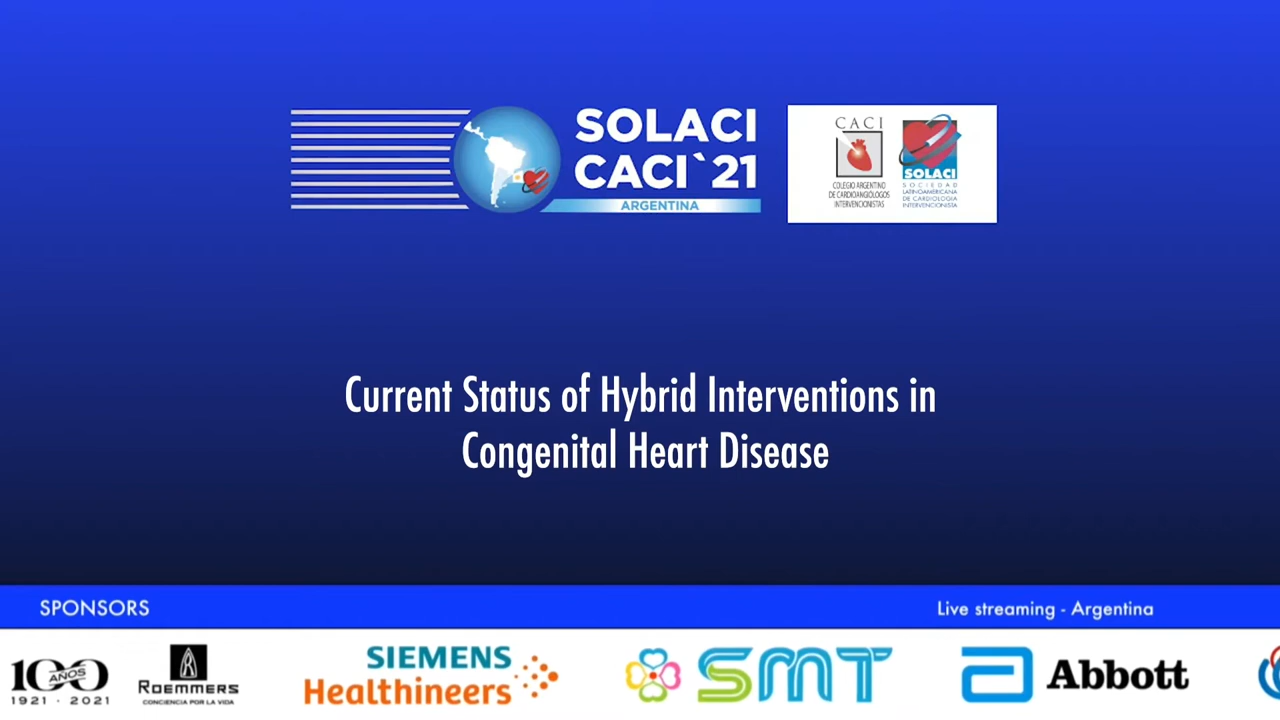 SOLACI
CACI`21
ARGENTINA
CACI
COLEGIO ARGENTINO
DE CARDIOANGIÓLOGOS
INTERVENCIONISTAS
SOLACI
SOCIEDAD
LATINOAMERICANA
DE CARDIOLOGÍA
INTERVENCIONISTA
Current Status of Hybrid Interventions in
Congenital Heart Disease
SPONSORS
Live streaming - Argentina
100
AÑOS
1921 · 2021
ROEMMERS
CONCIENCIA POR LA VIDA
SIEMENS
Healthineers
SMT
Abbott